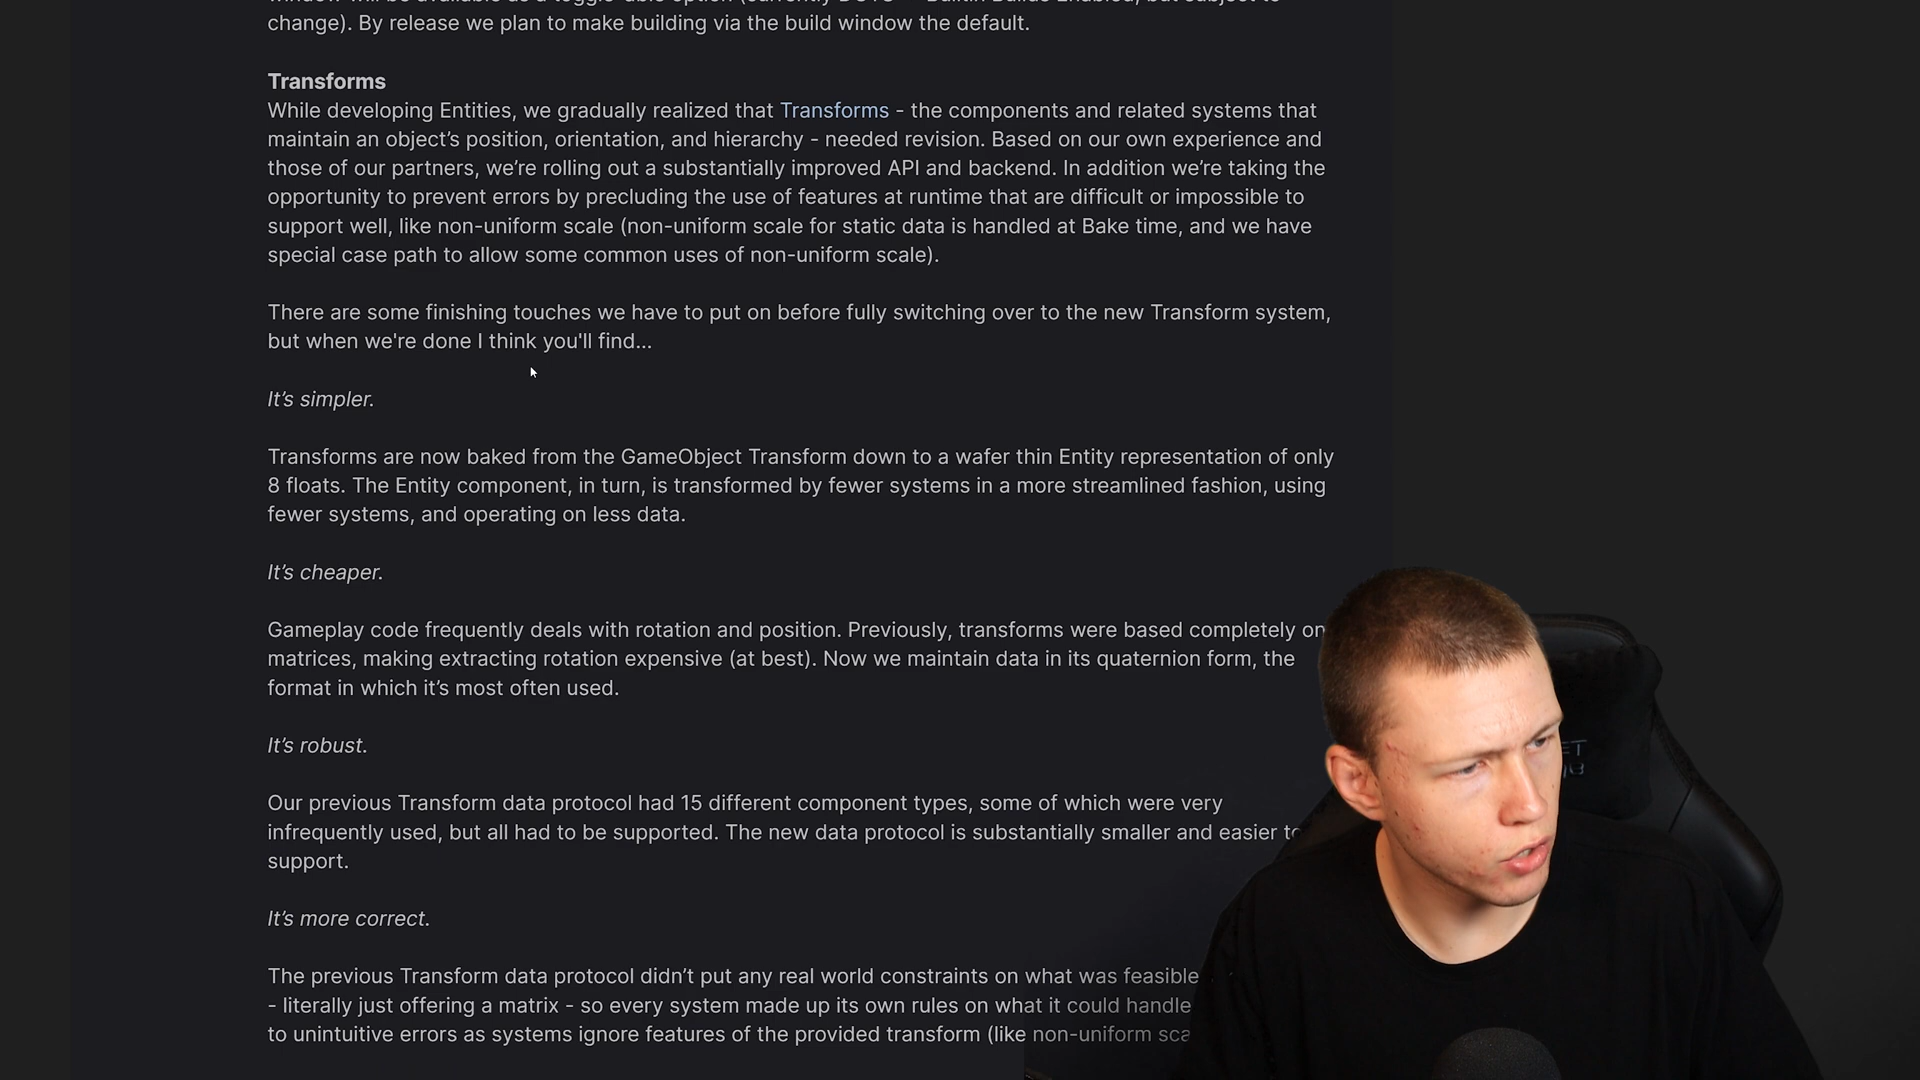 change). By release we plan to make building via the build window the default.
Transforms
While developing Entities, we gradually realized that Transforms - the components and related systems that
maintain an object’s position, orientation, and hierarchy - needed revision. Based on our own experience and
those of our partners, we’re rolling out a substantially improved API and backend. In addition we’re taking the
opportunity to prevent errors by precluding the use of features at runtime that are difficult or impossible to
support well, like non-uniform scale (non-uniform scale for static data is handled at Bake time, and we have
special case path to allow some common uses of non-uniform scale).
There are some finishing touches we have to put on before fully switching over to the new Transform system,
but when we're done I think you'll find...
It’s simpler.
Transforms are now baked from the GameObject Transform down to a wafer thin Entity representation of only
8 floats. The Entity component, in turn, is transformed by fewer systems in a more streamlined fashion, using
fewer systems, and operating on less data.
It’s cheaper.
Gameplay code frequently deals with rotation and position. Previously, transforms were based completely on
matrices, making extracting rotation expensive (at best). Now we maintain data in its quaternion form, the
format in which it’s most often used.
It’s robust.
Our previous Transform data protocol had 15 different component types, some of which were very
infrequently used, but all had to be supported. The new data protocol is substantially smaller and easier to
support.
It’s more correct.
The previous Transform data protocol didn’t put any real world constraints on what was feasible
- literally just offering a matrix - so every system made up its own rules on what it could handle
to unintuitive errors as systems ignore features of the provided transform (like non-uniform sca